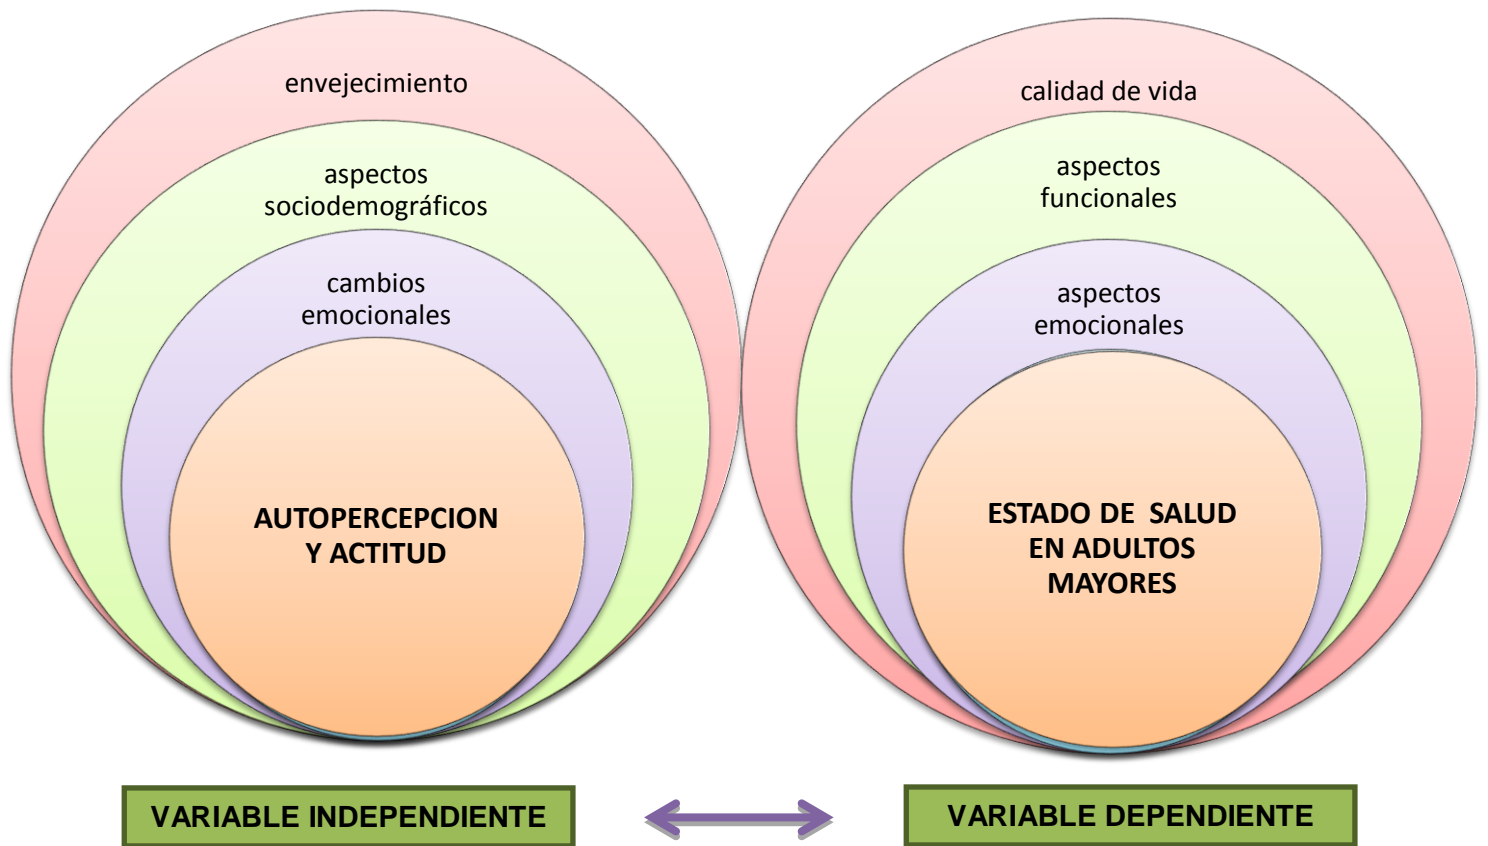 envejecimiento
aspectos
sociodemográficos
cambios
emocionales
AUTOPERCEPCION
Y ACTITUD
calidad de vida
aspectos
funcionales
aspectos
emocionales
ESTADO DE  SALUD
EN ADULTOS
MAYORES
VARIABLE INDEPENDIENTE
VARIABLE DEPENDIENTE